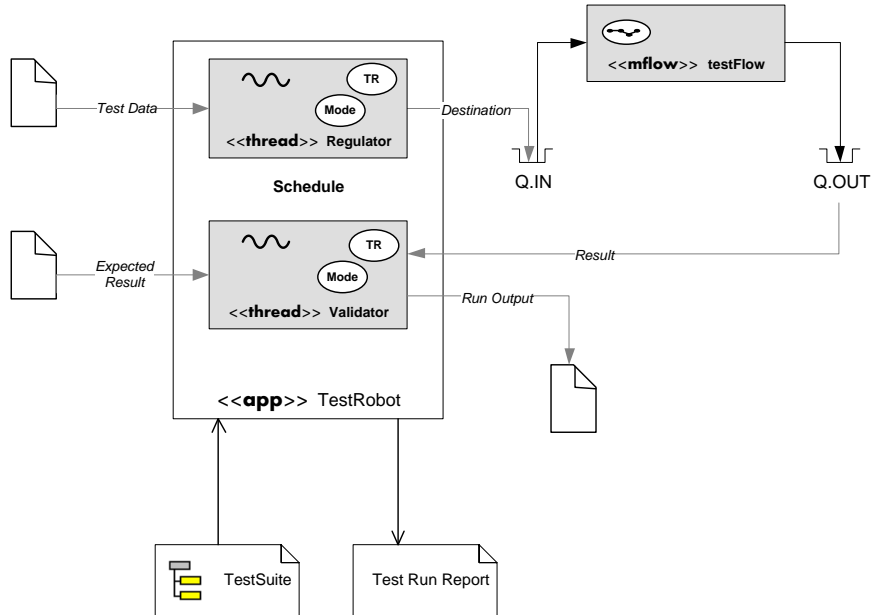 <<mflow>> testFlow
TR
Mode
<<thread>> Regulator
Test Data
Destination
Q.IN
Q.OUT
Schedule
TR
Mode
<<thread>> Validator
Expected
Result
Result
Run Output
<<app>> TestRobot
TestSuite
Test Run Report